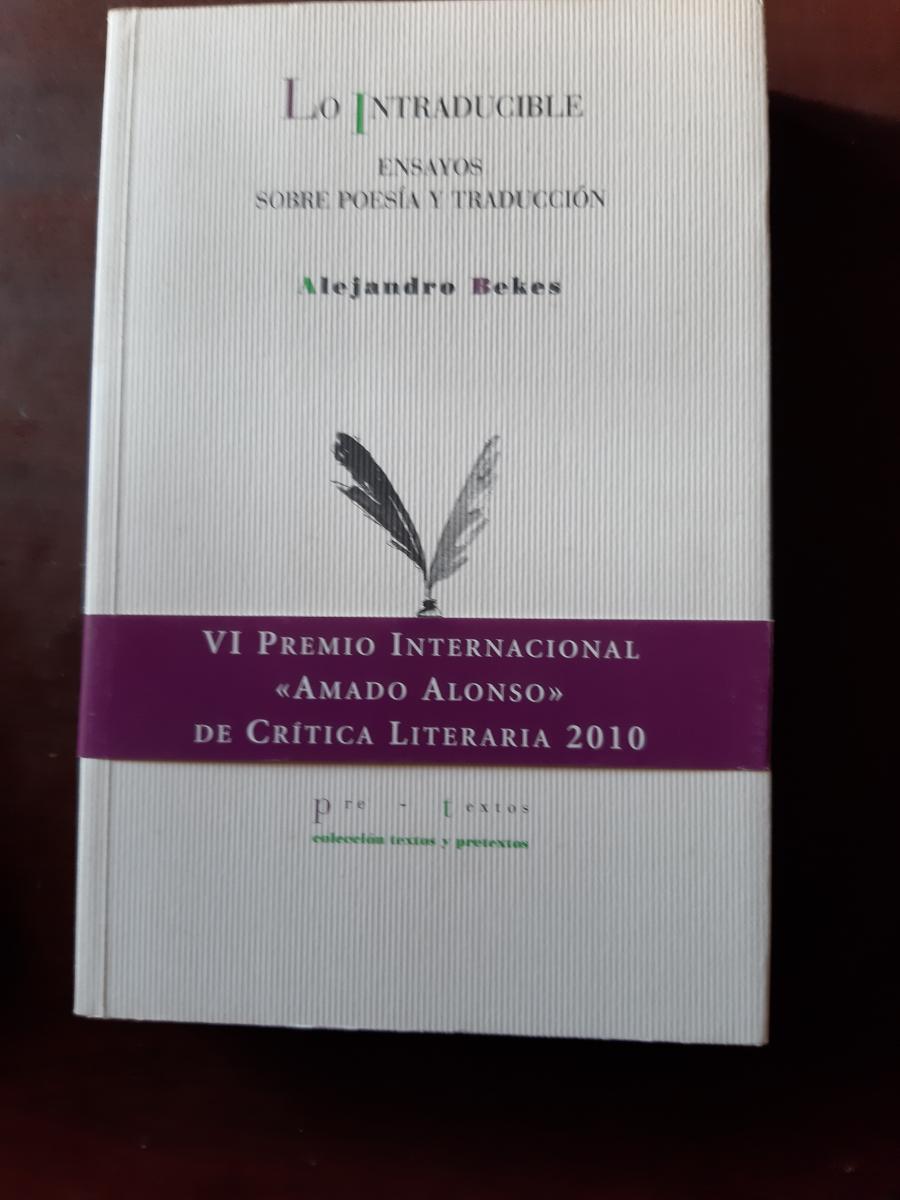 Lo Intraducible
ENSAYOS
SOBRE POESÍA Y TRADUCCIÓN
Alejandro Bekes
VI Premio Internacional
«Amado Alonso»
de Crítica Literaria 2010
pre - textos
colección textos y pretextos